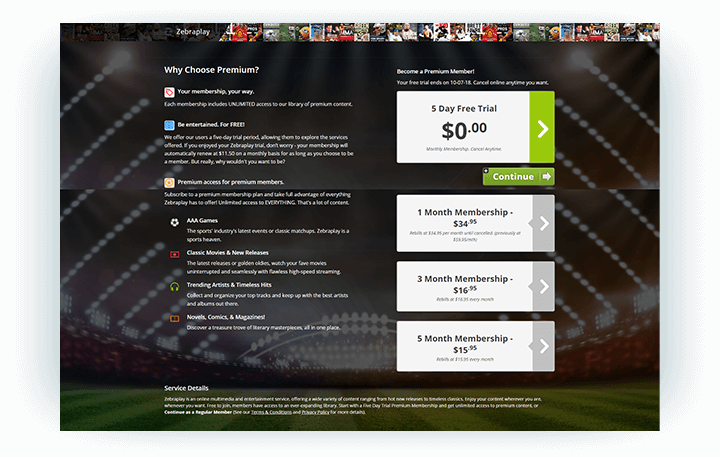 Zebraplay
Why Choose Premium?
Your membership, your way.
Each membership includes UNLIMITED access to our library of premium content.
Be entertained. For FREE!
We offer our users a five-day trial period, allowing them to explore the services
offered. If you enjoyed your Zebraplay trial, don't worry - your membership will
automatically renew at $11.50 on a monthly basis for as long as you choose to be
a member. But really, why wouldn't you want to be?
Premium access for premium members.
Subscribe to a premium membership plan and take full advantage of everything
Zebraplay has to offer! Unlimited access to EVERYTHING. That's a lot of content.
AAA Games
The sports' industry's latest events or classic matchups. Zebraplay is a
sports heaven.
Classic Movies & New Releases
The latest releases or golden oldies, watch your fave movies
uninterrupted and seamlessly with flawless high-speed streaming.
Trending Artists & Timeless Hits
Collect and organize your top tracks and keep up with the best artists
and albums out there.
Novels, Comics, & Magazines!
Discover a treasure trove of literary masterpieces, all in one place.
Become a Premium Member!
Your free trial ends on 10-07-18. Cancel online anytime you want.
5 Day Free Trial
$0.00
Monthly Membership. Cancel Anytime.
Continue
1 Month Membership -
$34.95
Rebills at $34.95 per month until cancelled. (previously at
$59.95/mth)
3 Month Membership -
$16.95
Rebills at $16.95 every month
5 Month Membership -
$15.95
Rebills at $15.95 every month
Service Details
Zebraplay is an online multimedia and entertainment service, offering a wide variety of content ranging from hot new releases to timeless classics. Enjoy your content wherever you are,
whenever you want. Free to join, members have access to an ever-expanding library. Start with a Five Day Trial Premium Membership and get unlimited access to premium content, or
Continue as a Regular Member (See our Terms & Conditions and Privacy Policy for more details).